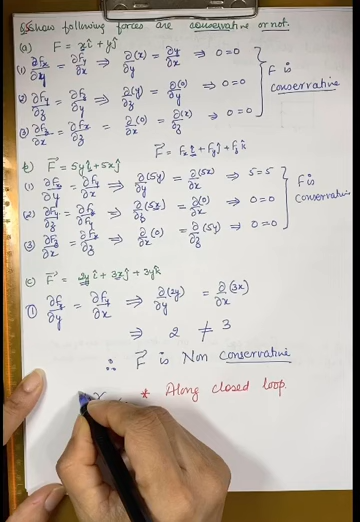 Q5 Show following forces are conservative or not.
(a) F = xî + yĵ
(1) ∂Fx/∂y = ∂Fy/∂x ⇒ ∂(x)/∂y = ∂y/∂x ⇒ 0=0
(2) ∂Fy/∂z = ∂Fz/∂y ⇒ ∂(y)/∂z = ∂(0)/∂y ⇒ 0=0
F is conservative
(3) ∂Fz/∂x = ∂Fx/∂z = ∂(0)/∂x = ∂(x)/∂z ⇒ 0=0
(b) F⃗ = 5yî + 5xĵ
(1) ∂Fx/∂y = ∂Fy/∂x ⇒ ∂(5y)/∂y = ∂(5x)/∂x ⇒ 5=5
F is conservative
(2) ∂Fy/∂z = ∂Fz/∂y ⇒ ∂(5x)/∂z = ∂(0)/∂x ⇒ 0=0
(3) ∂Fz/∂x = ∂Fx/∂z ⇒ ∂(0)/∂x = ∂(5y)/∂z ⇒ 0=0
(c) F⃗ = 2yî + 3xĵ + 3yk̂
(1) ∂Fx/∂y = ∂Fy/∂x ⇒ ∂(2y)/∂y = ∂(3x)/∂x
⇒ 2 ≠ 3
∴ F⃗ is Non conservative
* Along closed loop